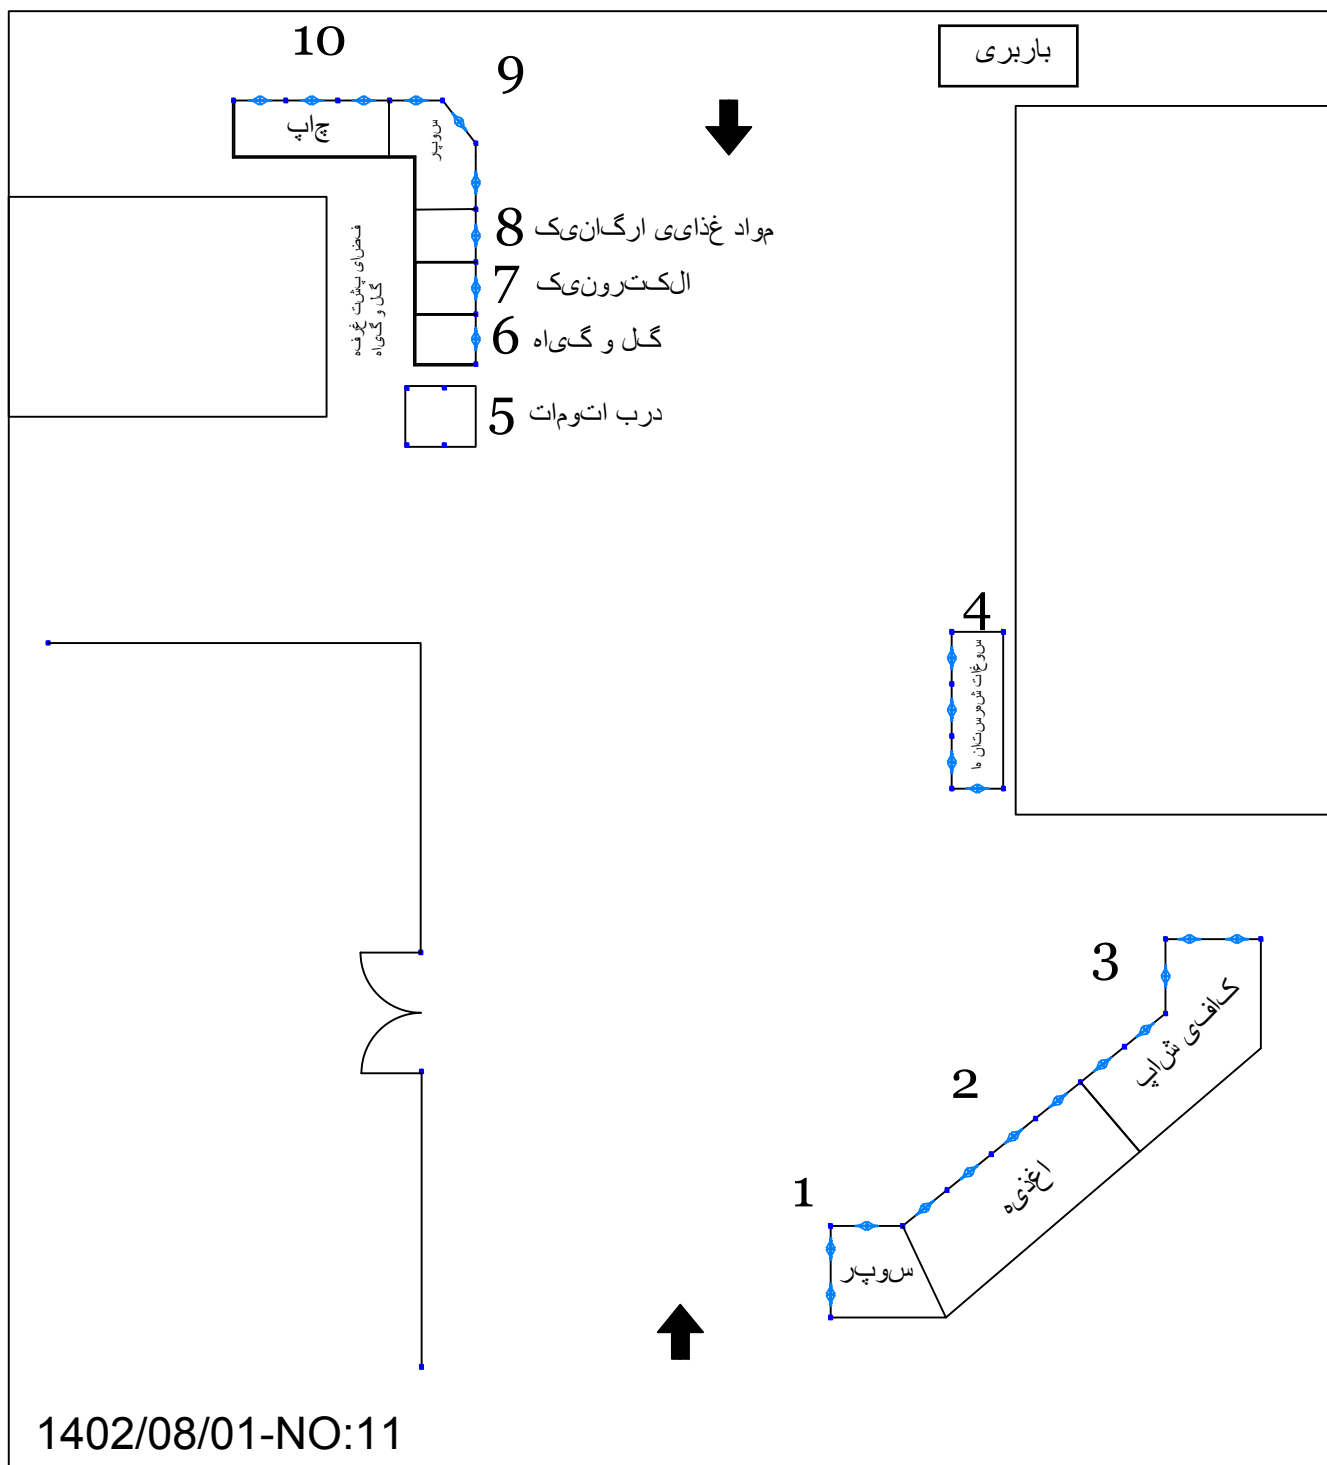 باربری
10
9
چاپ
سوپر
8 مواد غذایی ارگانیک
7 الکترونیک
6 گل و گیاه
فضای پشت غرفه
گل و گیاه
5 درب اتومات
4
سوغات شهرستان ها
3
کافی شاپ
2
اغذیه
1
سوپر
1402/08/01-NO:11